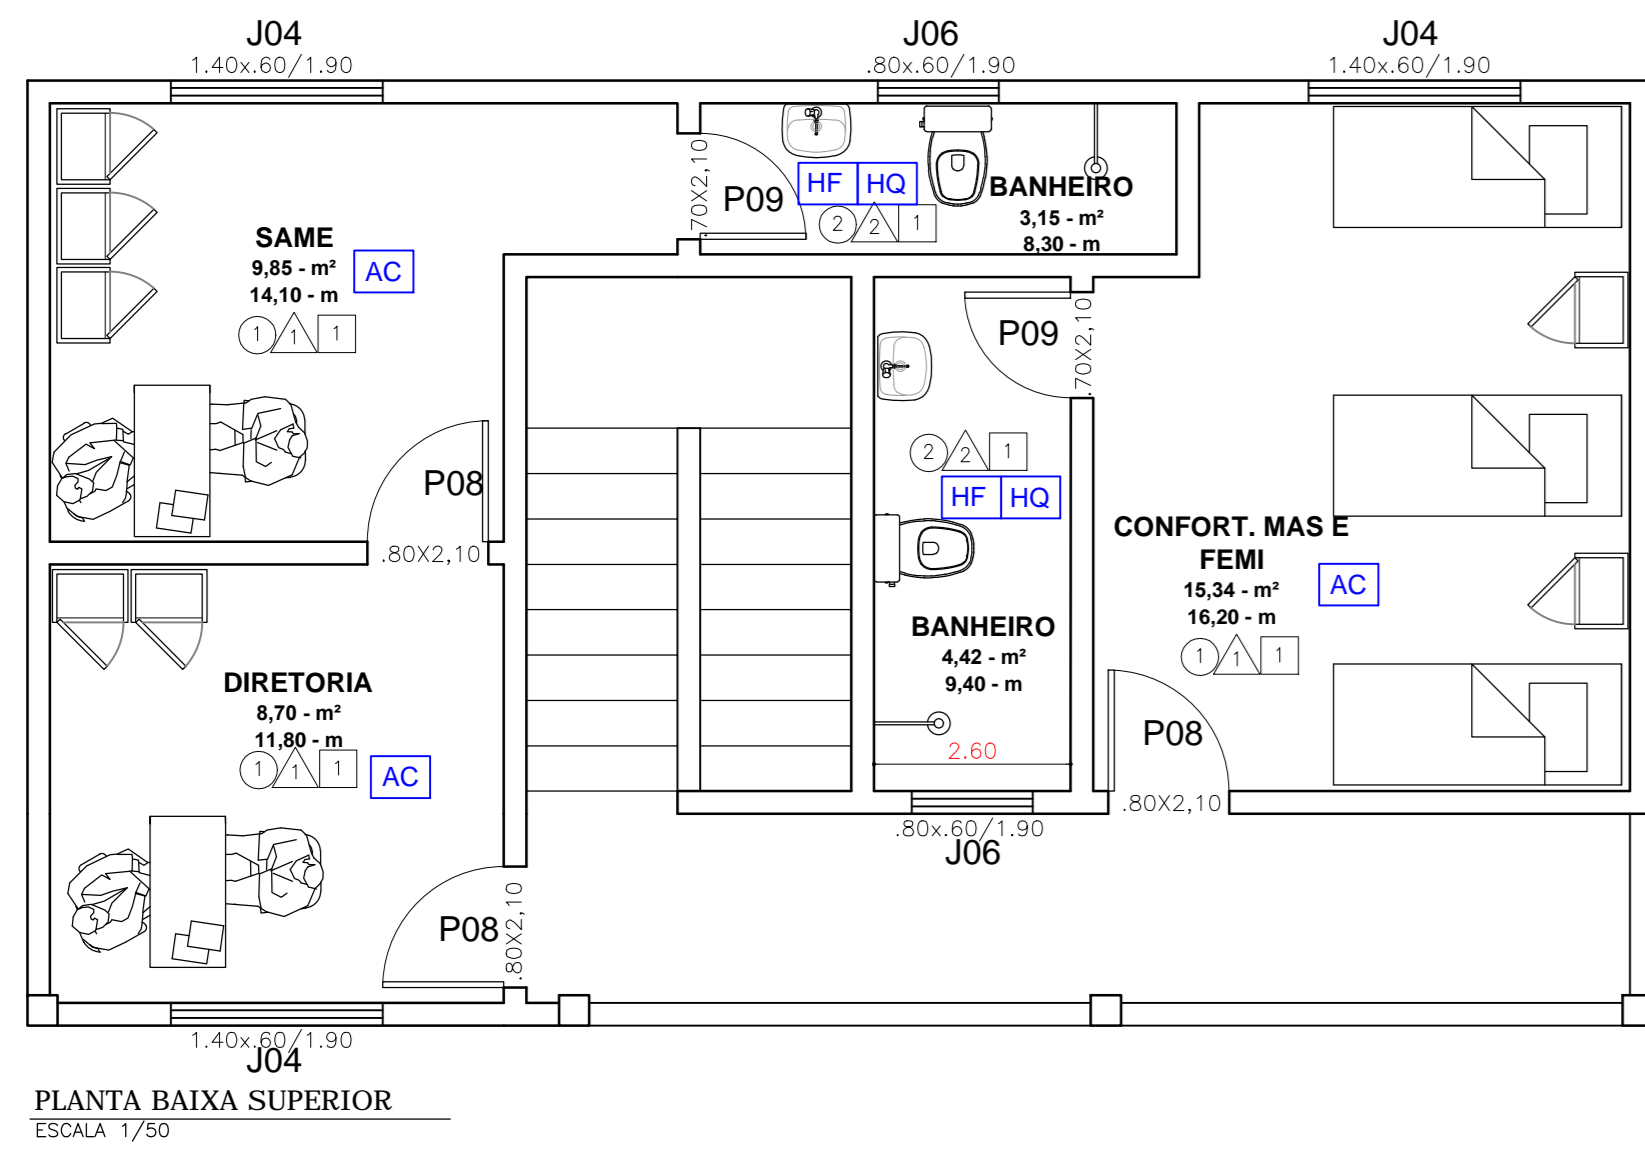 J04
1.40x.60/1.90
J06
.80x.60/1.90
J04
1.40x.60/1.90
SAME
9,85 - m²
14,10 - m
AC
1 1 1
.70X2,10
P09
HF HQ
2 2 1
BANHEIRO
3,15 - m²
8,30 - m
P09
.70X2,10
2 2 1
HF HQ
BANHEIRO
4,42 - m²
9,40 - m
2.60
.80x.60/1.90
J06
CONFORT. MAS E
FEMI
15,34 - m²
16,20 - m
AC
1 1 1
P08
.80X2,10
P08
.80X2,10
DIRETORIA
8,70 - m²
11,80 - m
1 1 1
AC
P08
.80X2,10
1.40x.60/1.90
J04
PLANTA BAIXA SUPERIOR
ESCALA 1/50